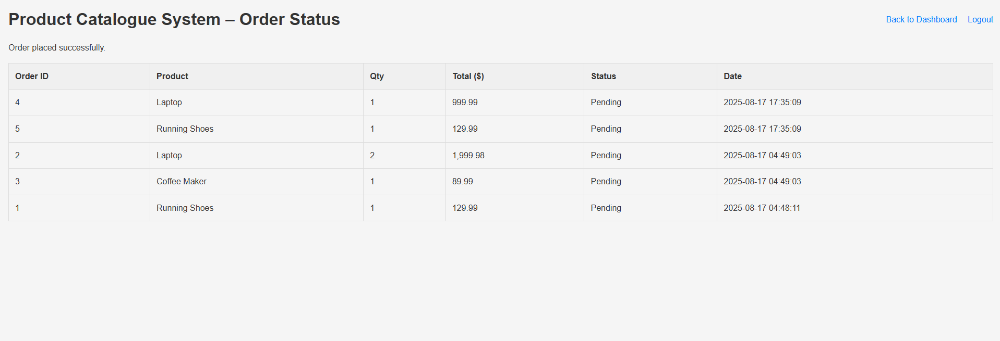 Product Catalogue System – Order Status
Back to Dashboard Logout
Order placed successfully.
Order ID Product Qty Total ($) Status Date
4 Laptop 1 999.99 Pending 2025-08-17 17:35:09
5 Running Shoes 1 129.99 Pending 2025-08-17 17:35:09
2 Laptop 2 1,999.98 Pending 2025-08-17 04:49:03
3 Coffee Maker 1 89.99 Pending 2025-08-17 04:49:03
1 Running Shoes 1 129.99 Pending 2025-08-17 04:48:11